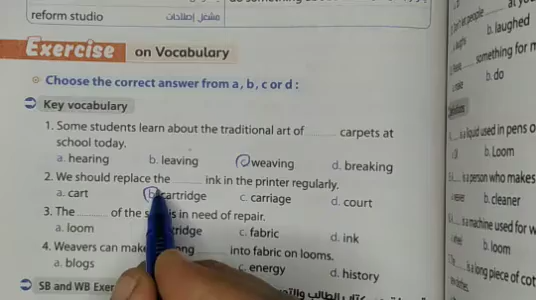 reform studio
مشغل إصلاحات
Exercise on Vocabulary
Choose the correct answer from a, b, c or d :
Key vocabulary
1. Some students learn about the traditional art of ........ carpets at
school today.
a. hearing b. leaving c. weaving d. breaking
2. We should replace the ........ ink in the printer regularly.
a. cart b. cartridge c. carriage d. court
3. The ........ of the is in need of repair.
a. loom c. fabric d. ink
4. Weavers can into fabric on looms.
a. blogs c. energy d. history
SB and WB
b. laughed
something for
b. do
is a liquid used in pens o
b. Loom
is a person who makes
b. cleaner
is a machine used for w
b. loom
is a long piece of cot